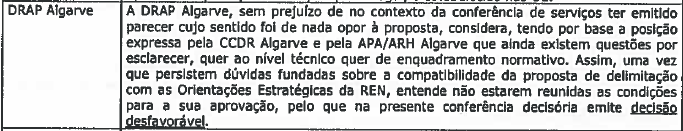 DRAP Algarve
A DRAP Algarve, sem prejuízo de no contexto da conferência de serviços ter emitido
parecer cujo sentido foi de nada opor à proposta, considera, tendo por base a posição
expressa pela CCDR Algarve e pela APA/ARH Algarve que ainda existem questões por
esclarecer, quer ao nível técnico quer de enquadramento normativo. Assim, uma vez
que persistem dúvidas fundadas sobre a compatibilidade da proposta de delimitação
com as Orientações Estratégicas da REN, entende não estarem reunidas as condições
para a sua aprovação, pelo que na presente conferência decisória emite decisão
desfavorável.